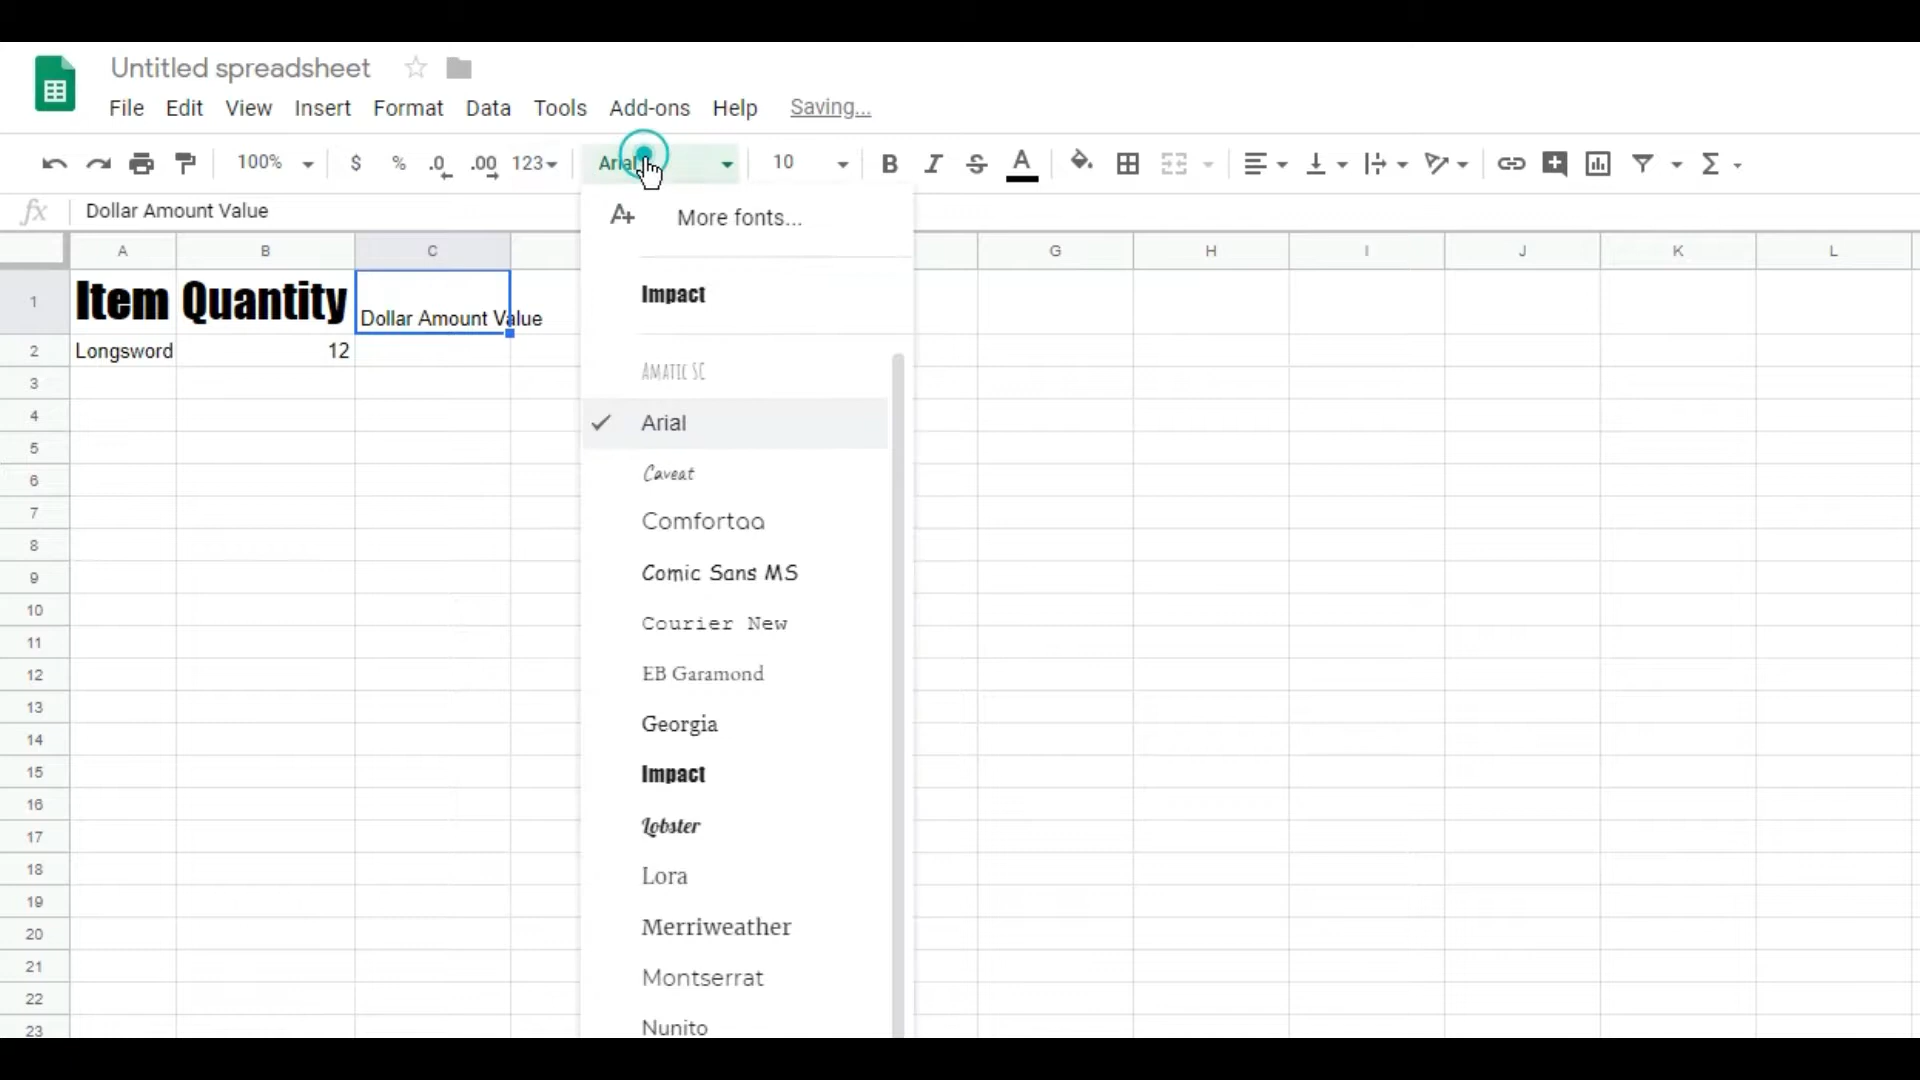 Untitled spreadsheet
File Edit View Insert Format Data Tools Add-ons Help Saving...
100% $ % .0 .00 123 Arial 10 B I S A Σ
fx Dollar Amount Value
More fonts...
A B C G H I J K L
1 Item Quantity Dollar Amount Value
2 Longsword 12
3
4
5
6
7
8
9
10
11
12
13
14
15
16
17
18
19
20
21
22
23
Impact
Amatic SC
Arial
Caveat
Comfortaa
Comic Sans MS
Courier New
EB Garamond
Georgia
Impact
Lobster
Lora
Merriweather
Montserrat
Nunito